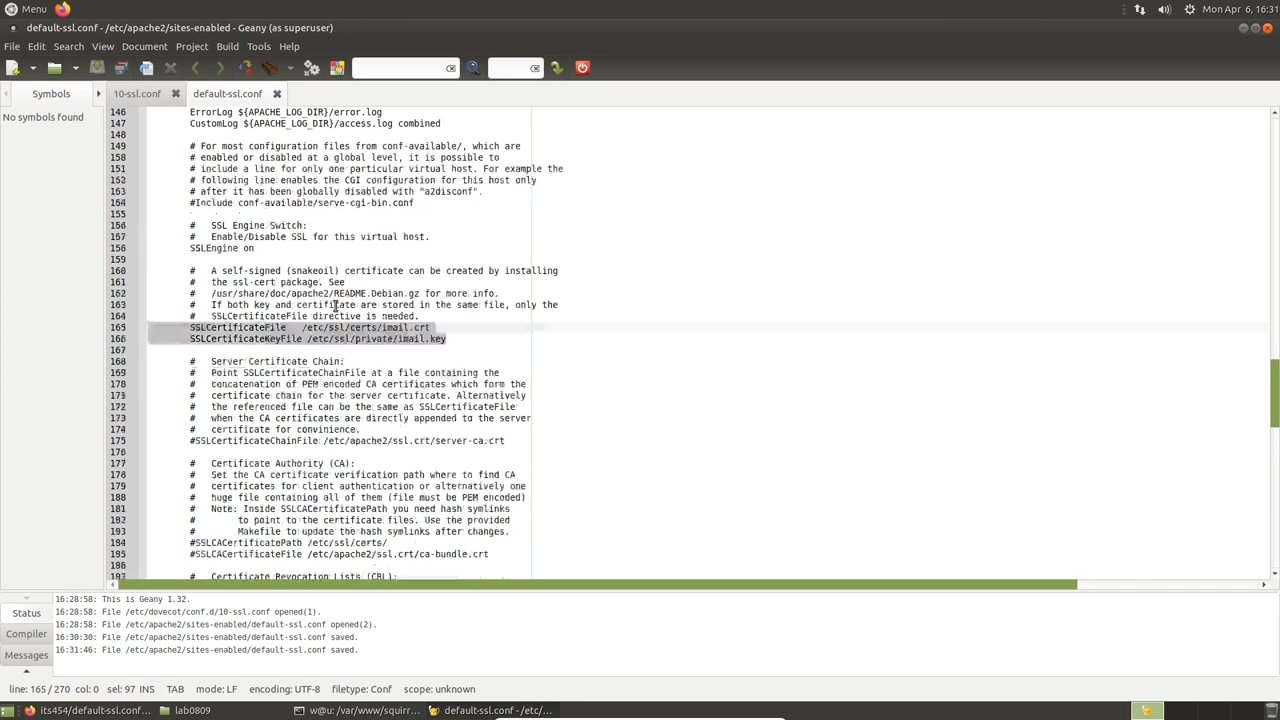 Menu
Mon Apr 6, 16:31
default-ssl.conf - /etc/apache2/sites-enabled - Geany (as superuser)
File Edit Search View Document Project Build Tools Help
Symbols
10-ssl.conf
default-ssl.conf
No symbols found
146 ErrorLog ${APACHE_LOG_DIR}/error.log
147 CustomLog ${APACHE_LOG_DIR}/access.log combined
148
149 # For most configuration files from conf-available/, which are
158 # enabled or disabled at a global level, it is possible to
151 # include a line for only one particular virtual host. For example the
152 # following line enables the CGI configuration for this host only
153 # after it has been globally disabled with "a2disconf".
154 #Include conf-available/serve-cgi-bin.conf
155
156 # SSL Engine Switch:
157 # Enable/Disable SSL for this virtual host.
156 SSLEngine on
159
160 # A self-signed (snakeoil) certificate can be created by installing
161 # the ssl-cert package. See
162 # /usr/share/doc/apache2/README.Debian.gz for more info.
163 # If both key and certificate are stored in the same file, only the
164 # SSLCertificateFile directive is needed.
165 SSLCertificateFile /etc/ssl/certs/imail.crt
166 SSLCertificateKeyFile /etc/ssl/private/imail.key
167
168 # Server Certificate Chain:
169 # Point SSLCertificateChainFile at a file containing the
170 # concatenation of PEM encoded CA certificates which form the
171 # certificate chain for the server certificate. Alternatively
172 # the referenced file can be the same as SSLCertificateFile
173 # when the CA certificates are directly appended to the server
174 # certificate for convinience.
175 #SSLCertificateChainFile /etc/apache2/ssl.crt/server-ca.crt
176
177 # Certificate Authority (CA):
178 # Set the CA certificate verification path where to find CA
179 # certificates for client authentication or alternatively one
188 # huge file containing all of them (file must be PEM encoded)
181 # Note: Inside SSLCACertificatePath you need hash symlinks
192 # to point to the certificate files. Use the provided
193 # Makefile to update the hash symlinks after changes.
194 #SSLCACertificatePath /etc/ssl/certs/
195 #SSLCACertificateFile /etc/apache2/ssl.crt/ca-bundle.crt
# Certificate Revocation Lists (CRL):
Status
Compiler
Messages
16:28:58: This is Geany 1.32.
16:28:58: File /etc/dovecot/conf.d/10-ssl.conf opened(1).
16:28:58: File /etc/apache2/sites-enabled/default-ssl.conf opened(2).
16:30:30: File /etc/apache2/sites-enabled/default-ssl.conf saved.
16:31:46: File /etc/apache2/sites-enabled/default-ssl.conf saved.
line: 165 / 270 col: 0 sel: 97 INS TAB mode: LF encoding: UTF-8 filetype: Conf scope: unknown
its454/default-ssl.conf...
lab0809
w@u: /var/www/squirr...
default-ssl.conf - /etc/...